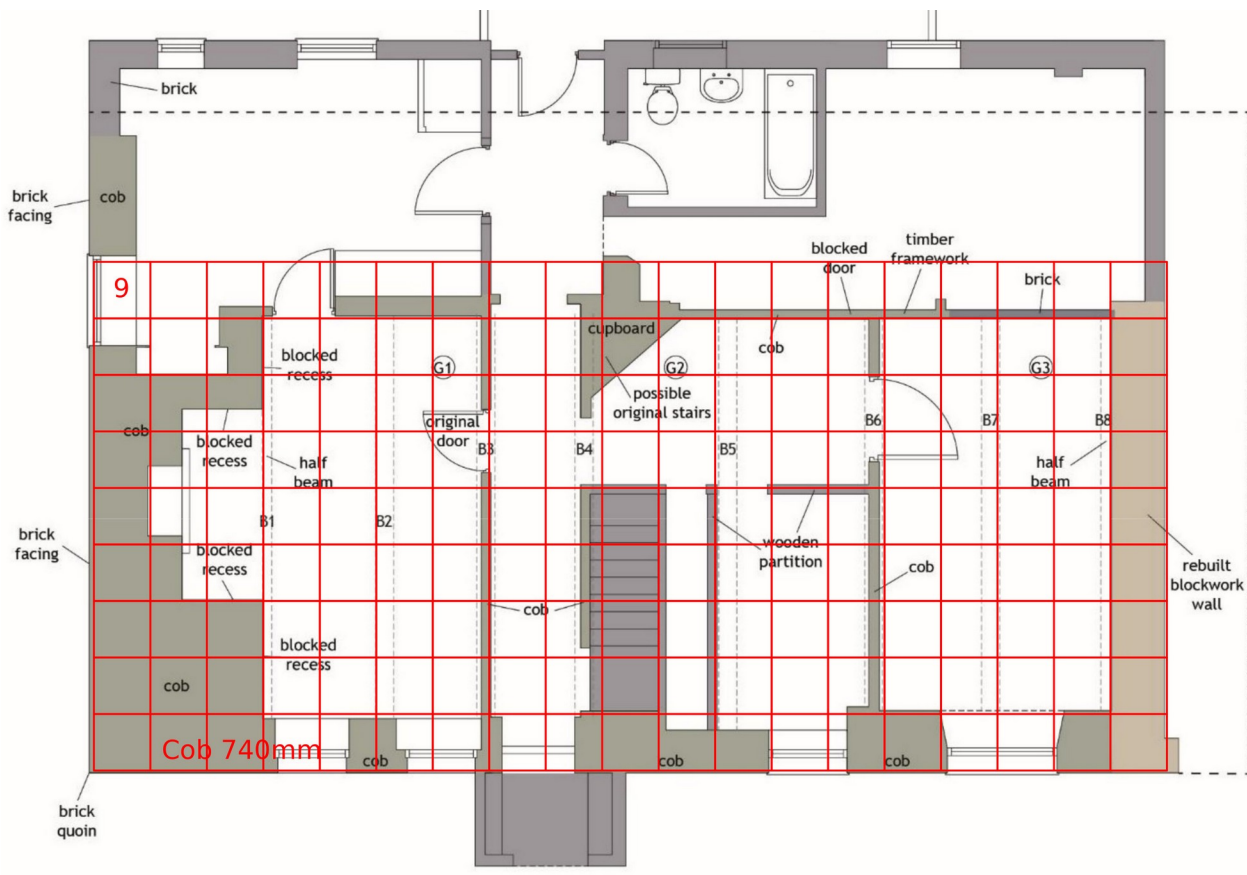 brick
brick
facing
cob
blocked
door
timber
framework
9
brick
cupboard
cob
blocked
recess
G1
G2
G3
possible
original stairs
original
door
cob
blocked
recess
B3
B4
B5
B6
B7
B8
half
beam
half
beam
B1
B2
brick
facing
blocked
recess
wooden
partition
cob
rebuilt
blockwork
wall
cob
blocked
recess
cob
Cob 740mm
cob
cob
cob
brick
quoin